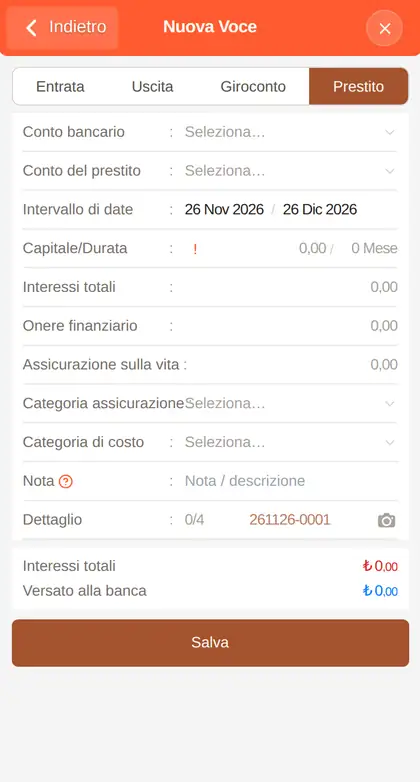 Indietro Nuova Voce
Entrata Uscita Giroconto Prestito
Conto bancario : Seleziona...
Conto del prestito : Seleziona...
Intervallo di date : 26 Nov 2026 / 26 Dic 2026
Capitale/Durata : ! 0,00 / 0 Mese
Interessi totali : 0,00
Onere finanziario : 0,00
Assicurazione sulla vita : 0,00
Categoria assicurazione Seleziona...
Categoria di costo : Seleziona...
Nota ? : Nota / descrizione
Dettaglio : 0/4 261126-0001
Interessi totali ₺ 0,00
Versato alla banca ₺ 0,00
Salva